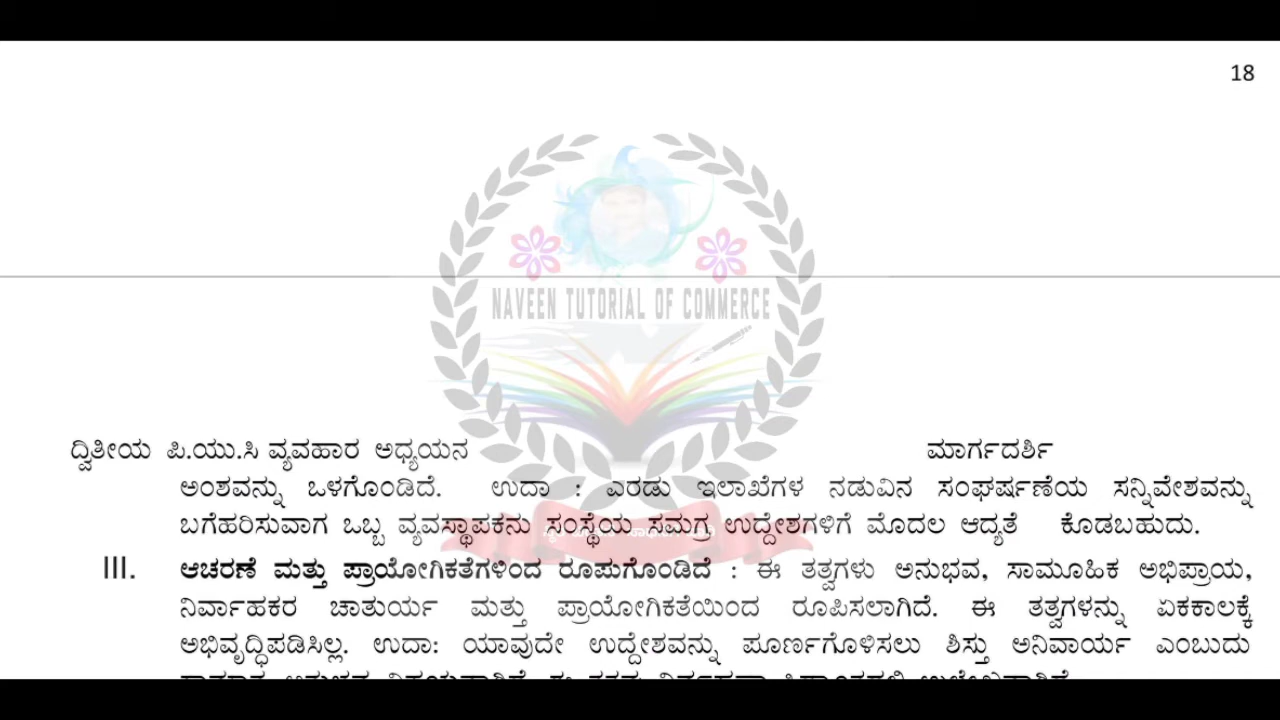 18
NAVEEN TUTORIAL OF COMMERCE
ದ್ವಿತೀಯ ಪಿ.ಯು.ಸಿ ವ್ಯವಹಾರ ಅಧ್ಯಯನ ಮಾರ್ಗದರ್ಶಿ
ಅಂಶವನ್ನು ಒಳಗೊಂಡಿದೆ. ಉದಾ : ಎರಡು ಇಲಾಖೆಗಳ ನಡುವಿನ ಸಂಘರ್ಷಣೆಯ ಸನ್ನಿವೇಶವನ್ನು
ಬಗೆಹರಿಸುವಾಗ ಒಬ್ಬ ವ್ಯವಸ್ಥಾಪಕನು ಸಂಸ್ಥೆಯ ಸಮಗ್ರ ಉದ್ದೇಶಗಳಿಗೆ ಮೊದಲ ಆದ್ಯತೆ ಕೊಡಬಹುದು.
III. ಆಚರಣೆ ಮತ್ತು ಪ್ರಾಯೋಗಿಕತೆಗಳಿಂದ ರೂಪುಗೊಂಡಿದೆ : ಈ ತತ್ವಗಳು ಅನುಭವ, ಸಾಮೂಹಿಕ ಅಭಿಪ್ರಾಯ,
ನಿರ್ವಾಹಕರ ಚಾತುರ್ಯ ಮತ್ತು ಪ್ರಾಯೋಗಿಕತೆಯಿಂದ ರೂಪಿಸಲಾಗಿದೆ. ಈ ತತ್ವಗಳನ್ನು ಏಕಕಾಲಕ್ಕೆ
ಅಭಿವೃದ್ಧಿಪಡಿಸಿಲ್ಲ. ಉದಾ: ಯಾವುದೇ ಉದ್ದೇಶವನ್ನು ಪೂರ್ಣಗೊಳಿಸಲು ಶಿಸ್ತು ಅನಿವಾರ್ಯ ಎಂಬುದು